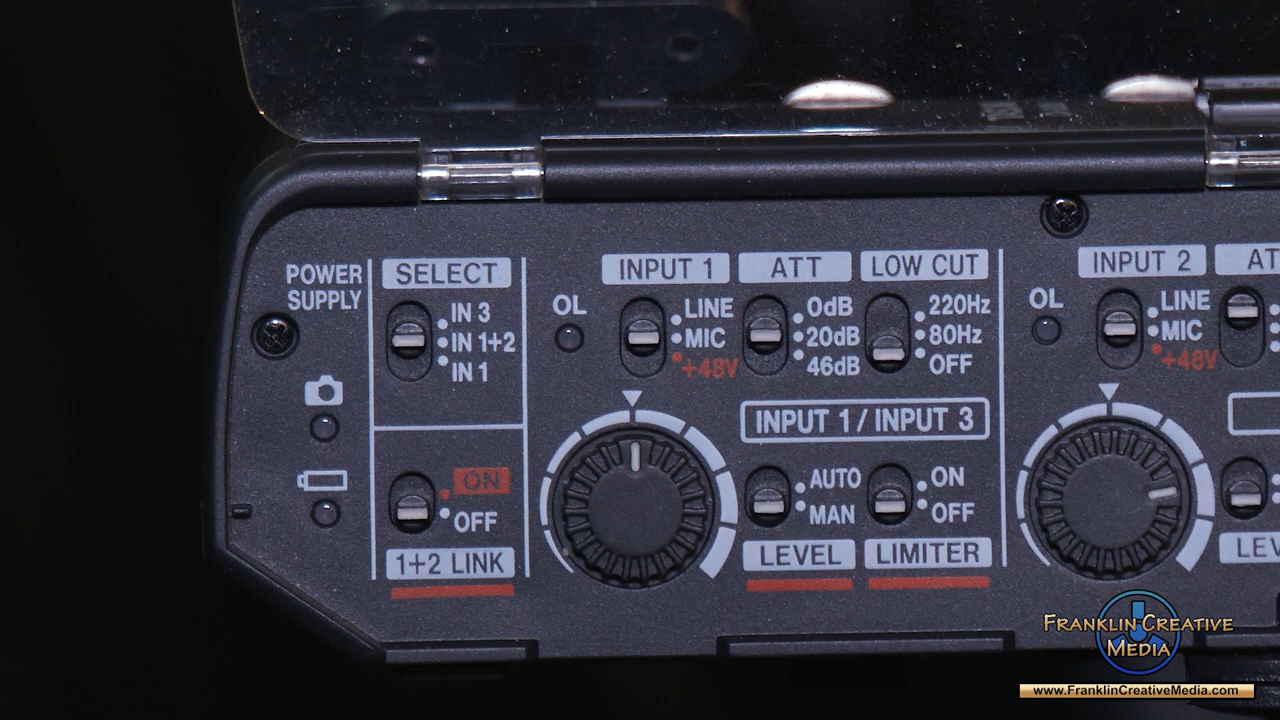 POWER
SUPPLY
SELECT
IN 3
IN 1+2
IN 1
ON
OFF
1+2 LINK
OL
INPUT 1
LINE
MIC
+48V
ATT
0dB
20dB
46dB
LOW CUT
220Hz
80Hz
OFF
INPUT 1 / INPUT 3
AUTO
MAN
LEVEL
ON
OFF
LIMITER
OL
INPUT 2
LINE
MIC
+48V
AT
LEV
FRANKLIN CREATIVE
MEDIA
www.FranklinCreativeMedia.com